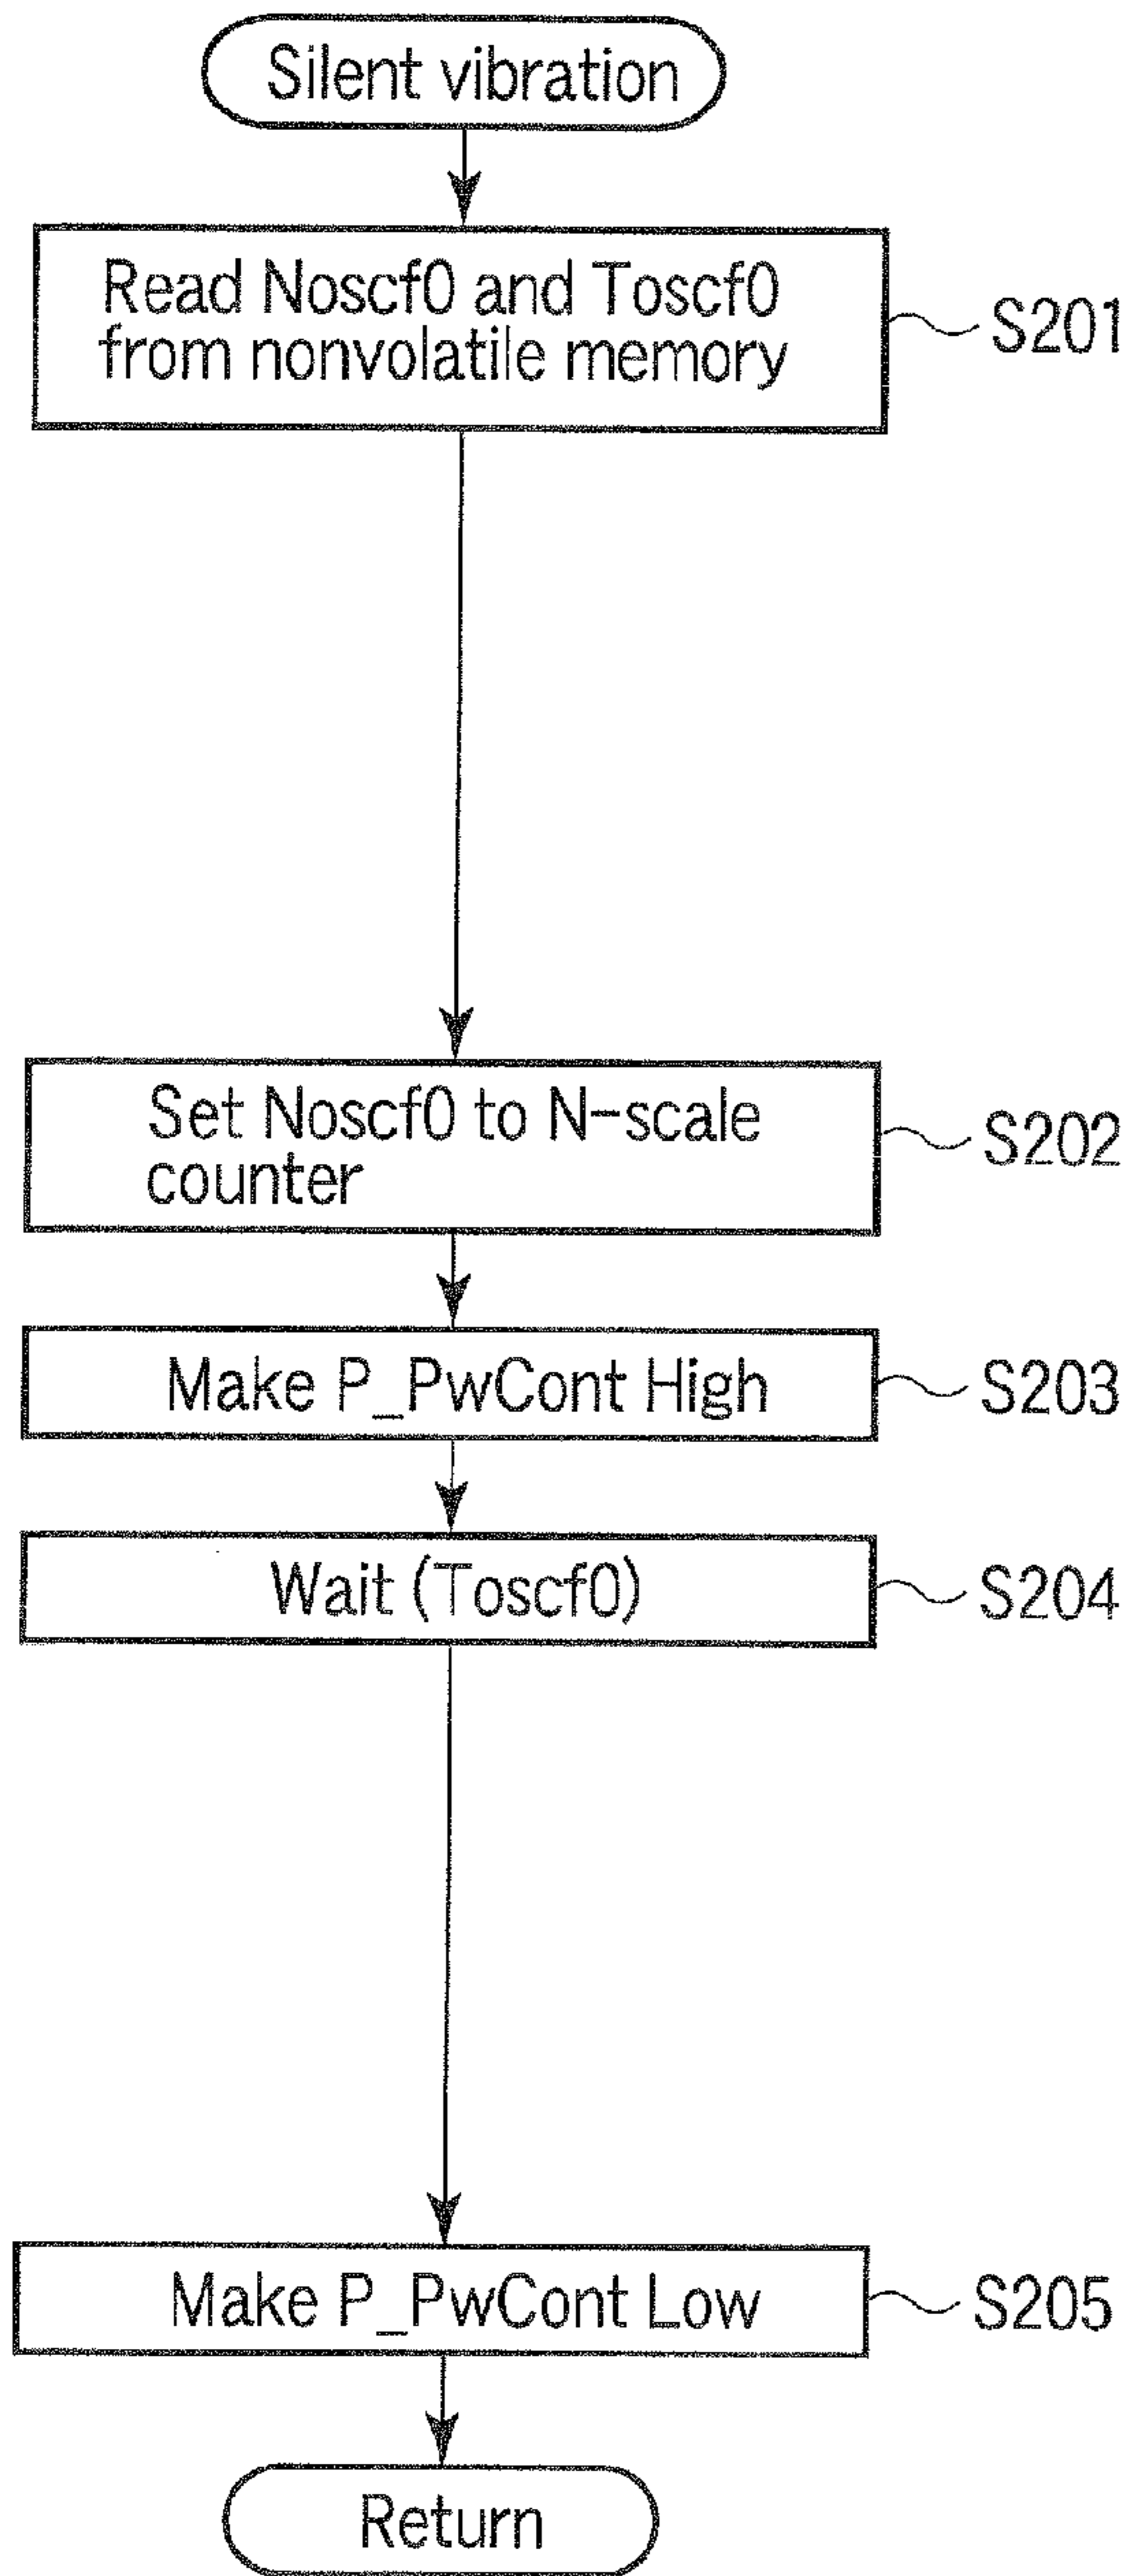 Silent vibration
Read Noscf0 and Toscf0
from nonvolatile memory
S201
Set Noscf0 to N-scale
counter
S202
Make P_PwCont High
S203
Wait (Toscf0)
S204
Make P_PwCont Low
S205
Return